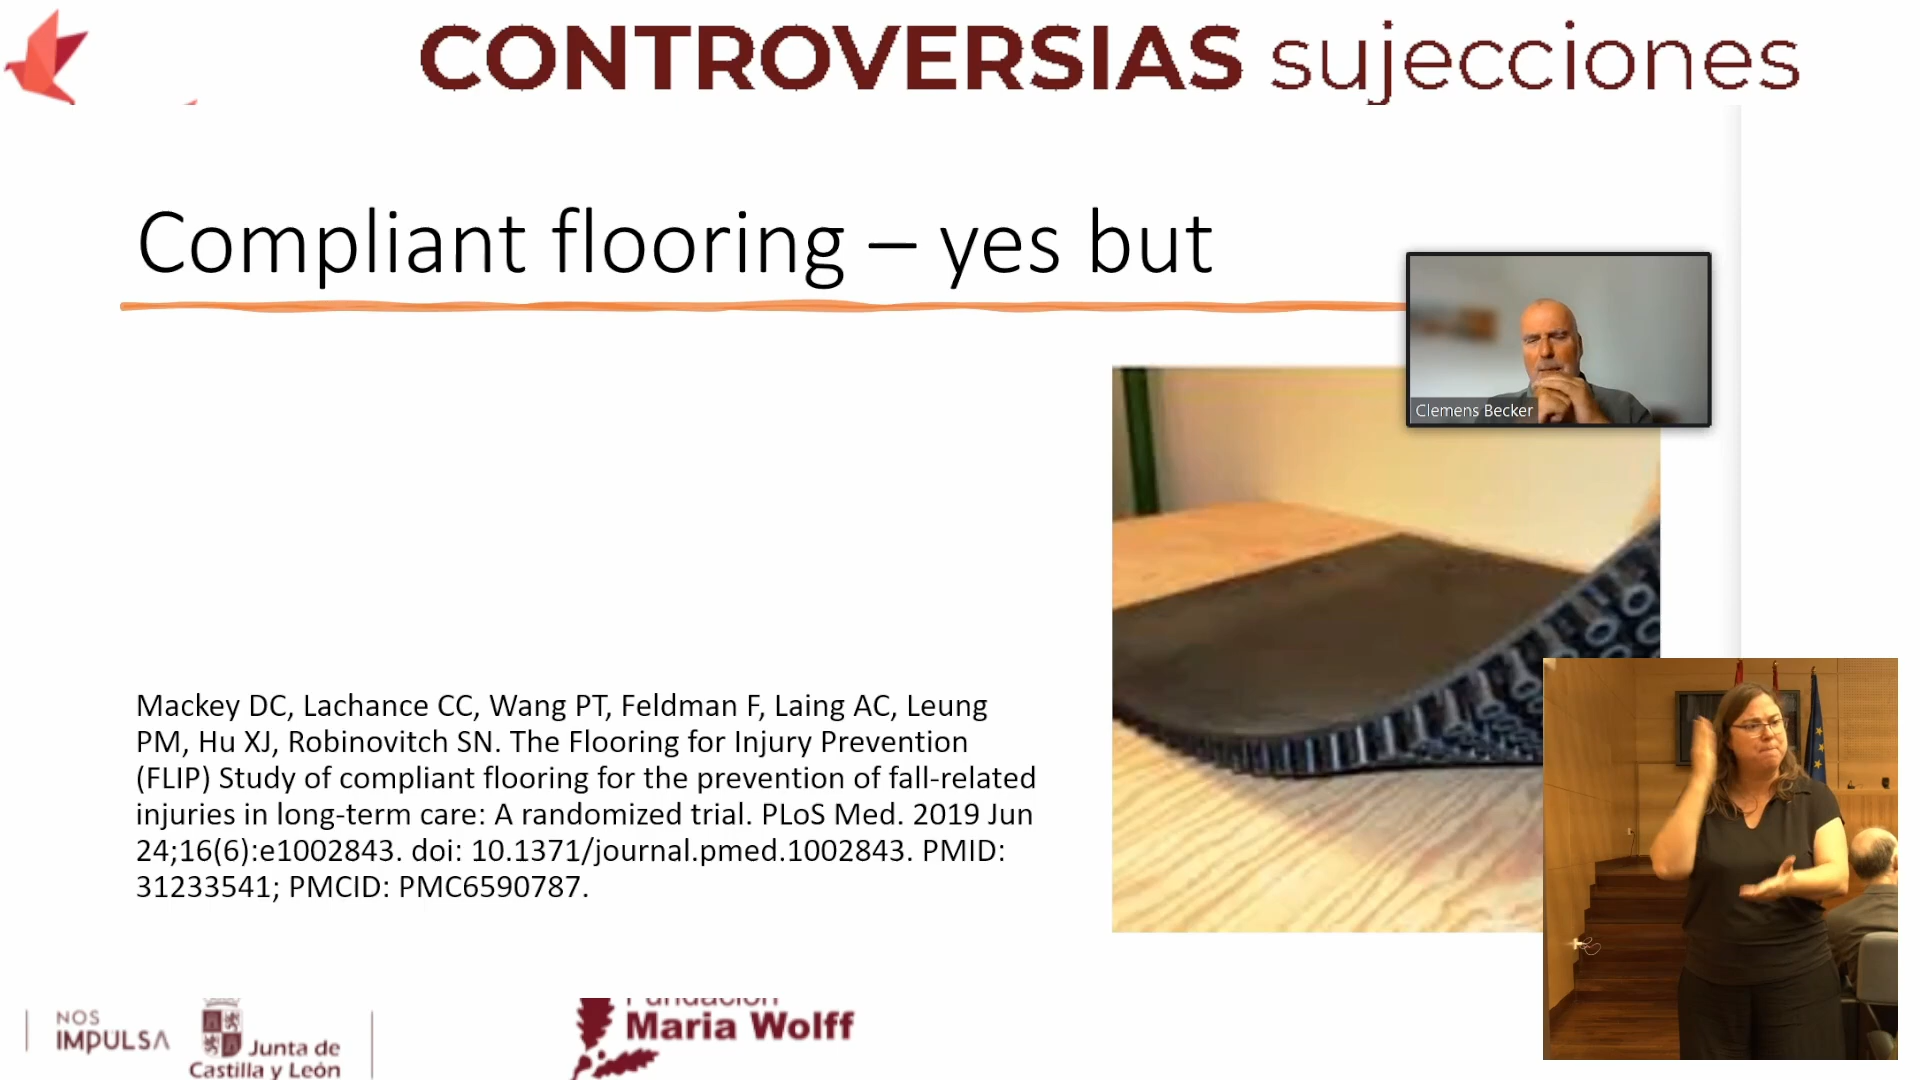 CONTROVERSIAS sujecciones
Compliant flooring – yes but
Clemens Becker
Mackey DC, Lachance CC, Wang PT, Feldman F, Laing AC, Leung
PM, Hu XJ, Robinovitch SN. The Flooring for Injury Prevention
(FLIP) Study of compliant flooring for the prevention of fall-related
injuries in long-term care: A randomized trial. PLoS Med. 2019 Jun
24;16(6):e1002843. doi: 10.1371/journal.pmed.1002843. PMID:
31233541; PMCID: PMC6590787.
NOS
IMPULSA
Junta de
Castilla y León
Fundación
Maria Wolff